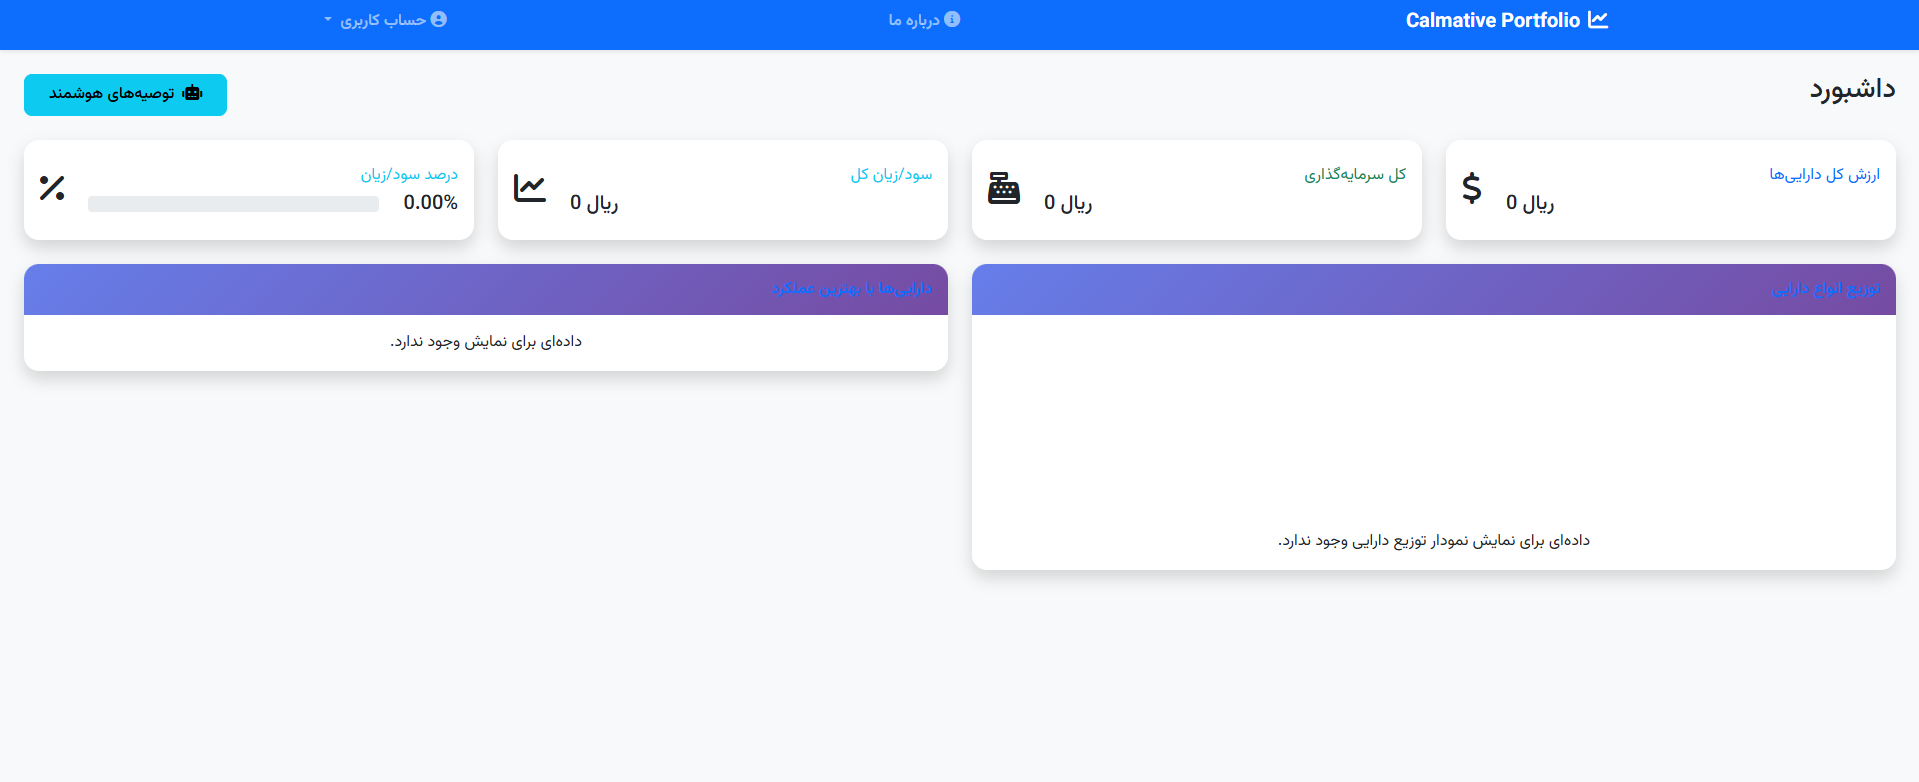 Calmative Portfolio
درباره ما
حساب کاربری
داشبورد
توصیه‌های هوشمند
ارزش کل دارایی‌ها
0 ریال
کل سرمایه‌گذاری
0 ریال
سود/زیان کل
0 ریال
درصد سود/زیان
0.00%
توزیع انواع دارایی
داده‌ای برای نمایش نمودار توزیع دارایی وجود ندارد.
دارایی‌ها با بهترین عملکرد
داده‌ای برای نمایش وجود ندارد.